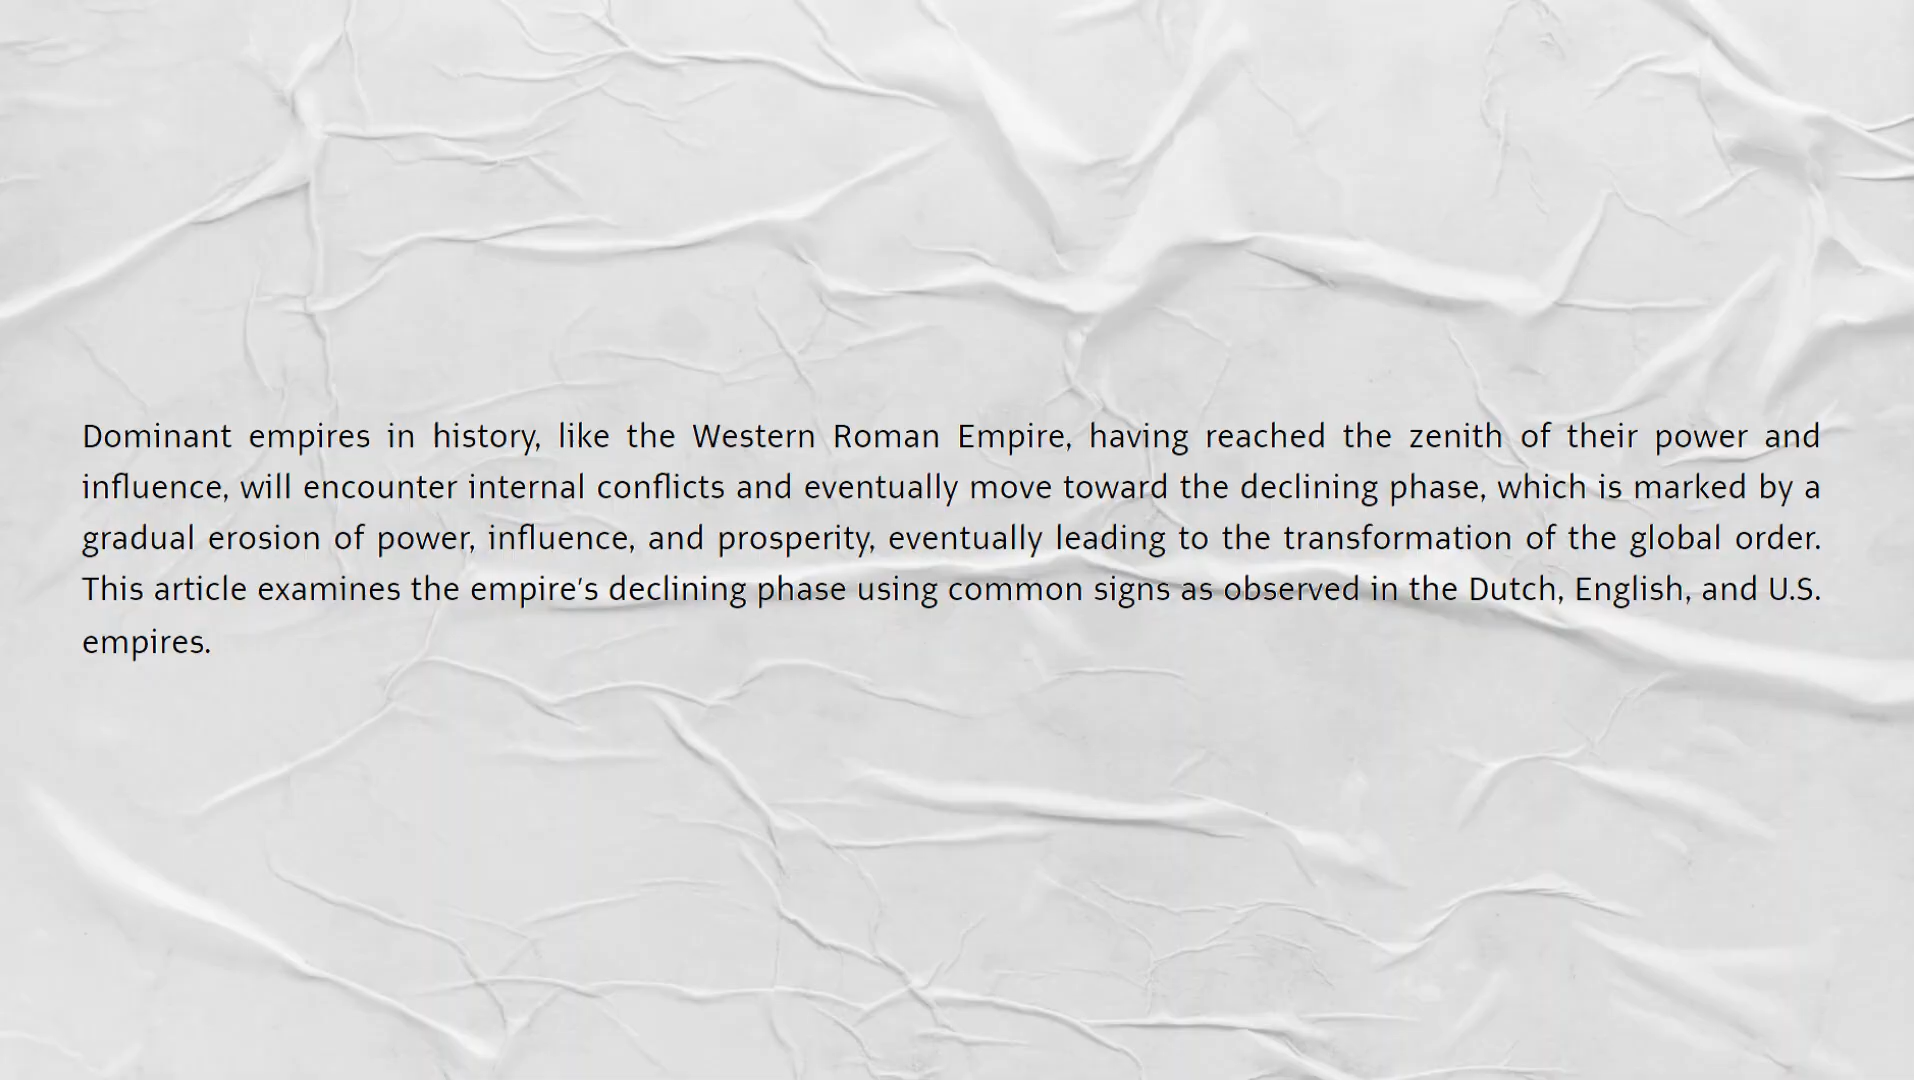 Dominant empires in history, like the Western Roman Empire, having reached the zenith of their power and
influence, will encounter internal conflicts and eventually move toward the declining phase, which is marked by a
gradual erosion of power, influence, and prosperity, eventually leading to the transformation of the global order.
This article examines the empire's declining phase using common signs as observed in the Dutch, English, and U.S.
empires.